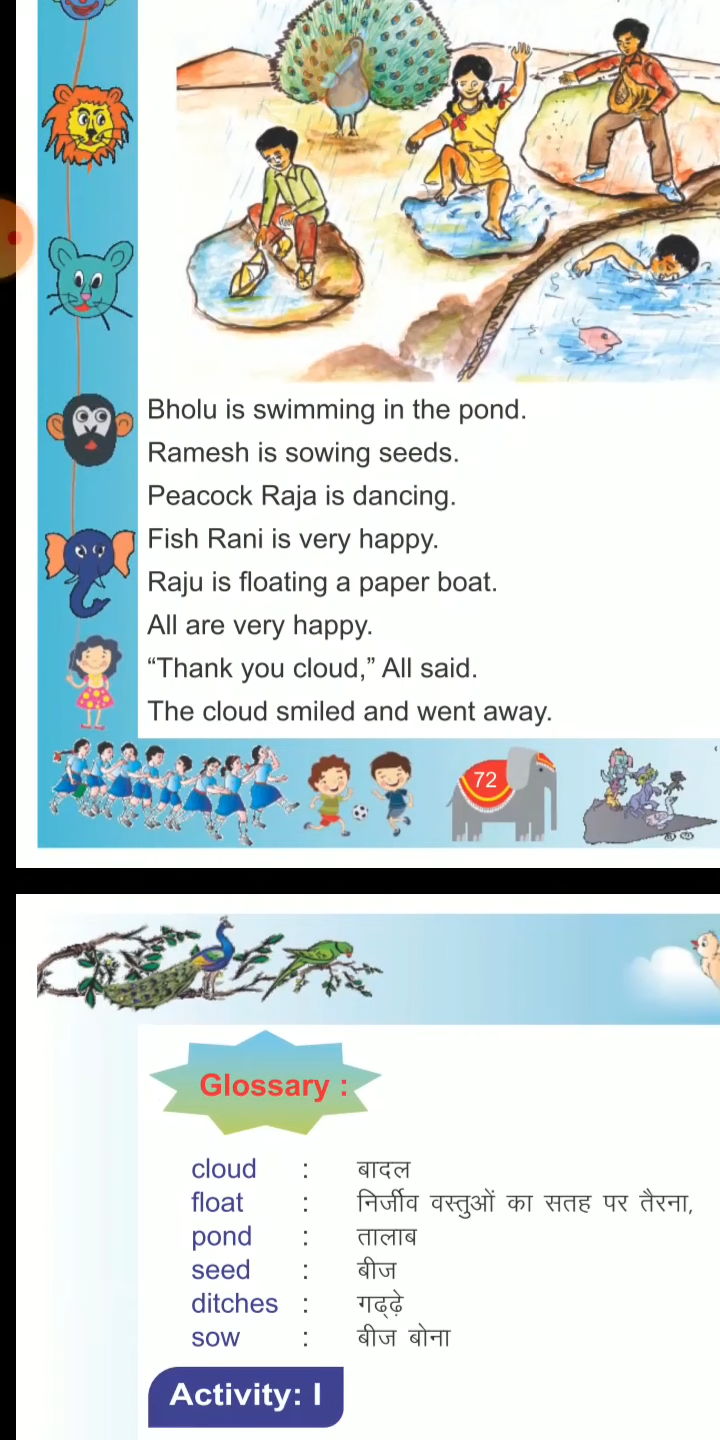 Bholu is swimming in the pond.
Ramesh is sowing seeds.
Peacock Raja is dancing.
Fish Rani is very happy.
Raju is floating a paper boat.
All are very happy.
“Thank you cloud,” All said.
The cloud smiled and went away.
72
Glossary :
cloud : बादल
float : निर्जीव वस्तुओं का सतह पर तैरना,
pond : तालाब
seed : बीज
ditches : गढ्ढ़े
sow : बीज बोना
Activity: I